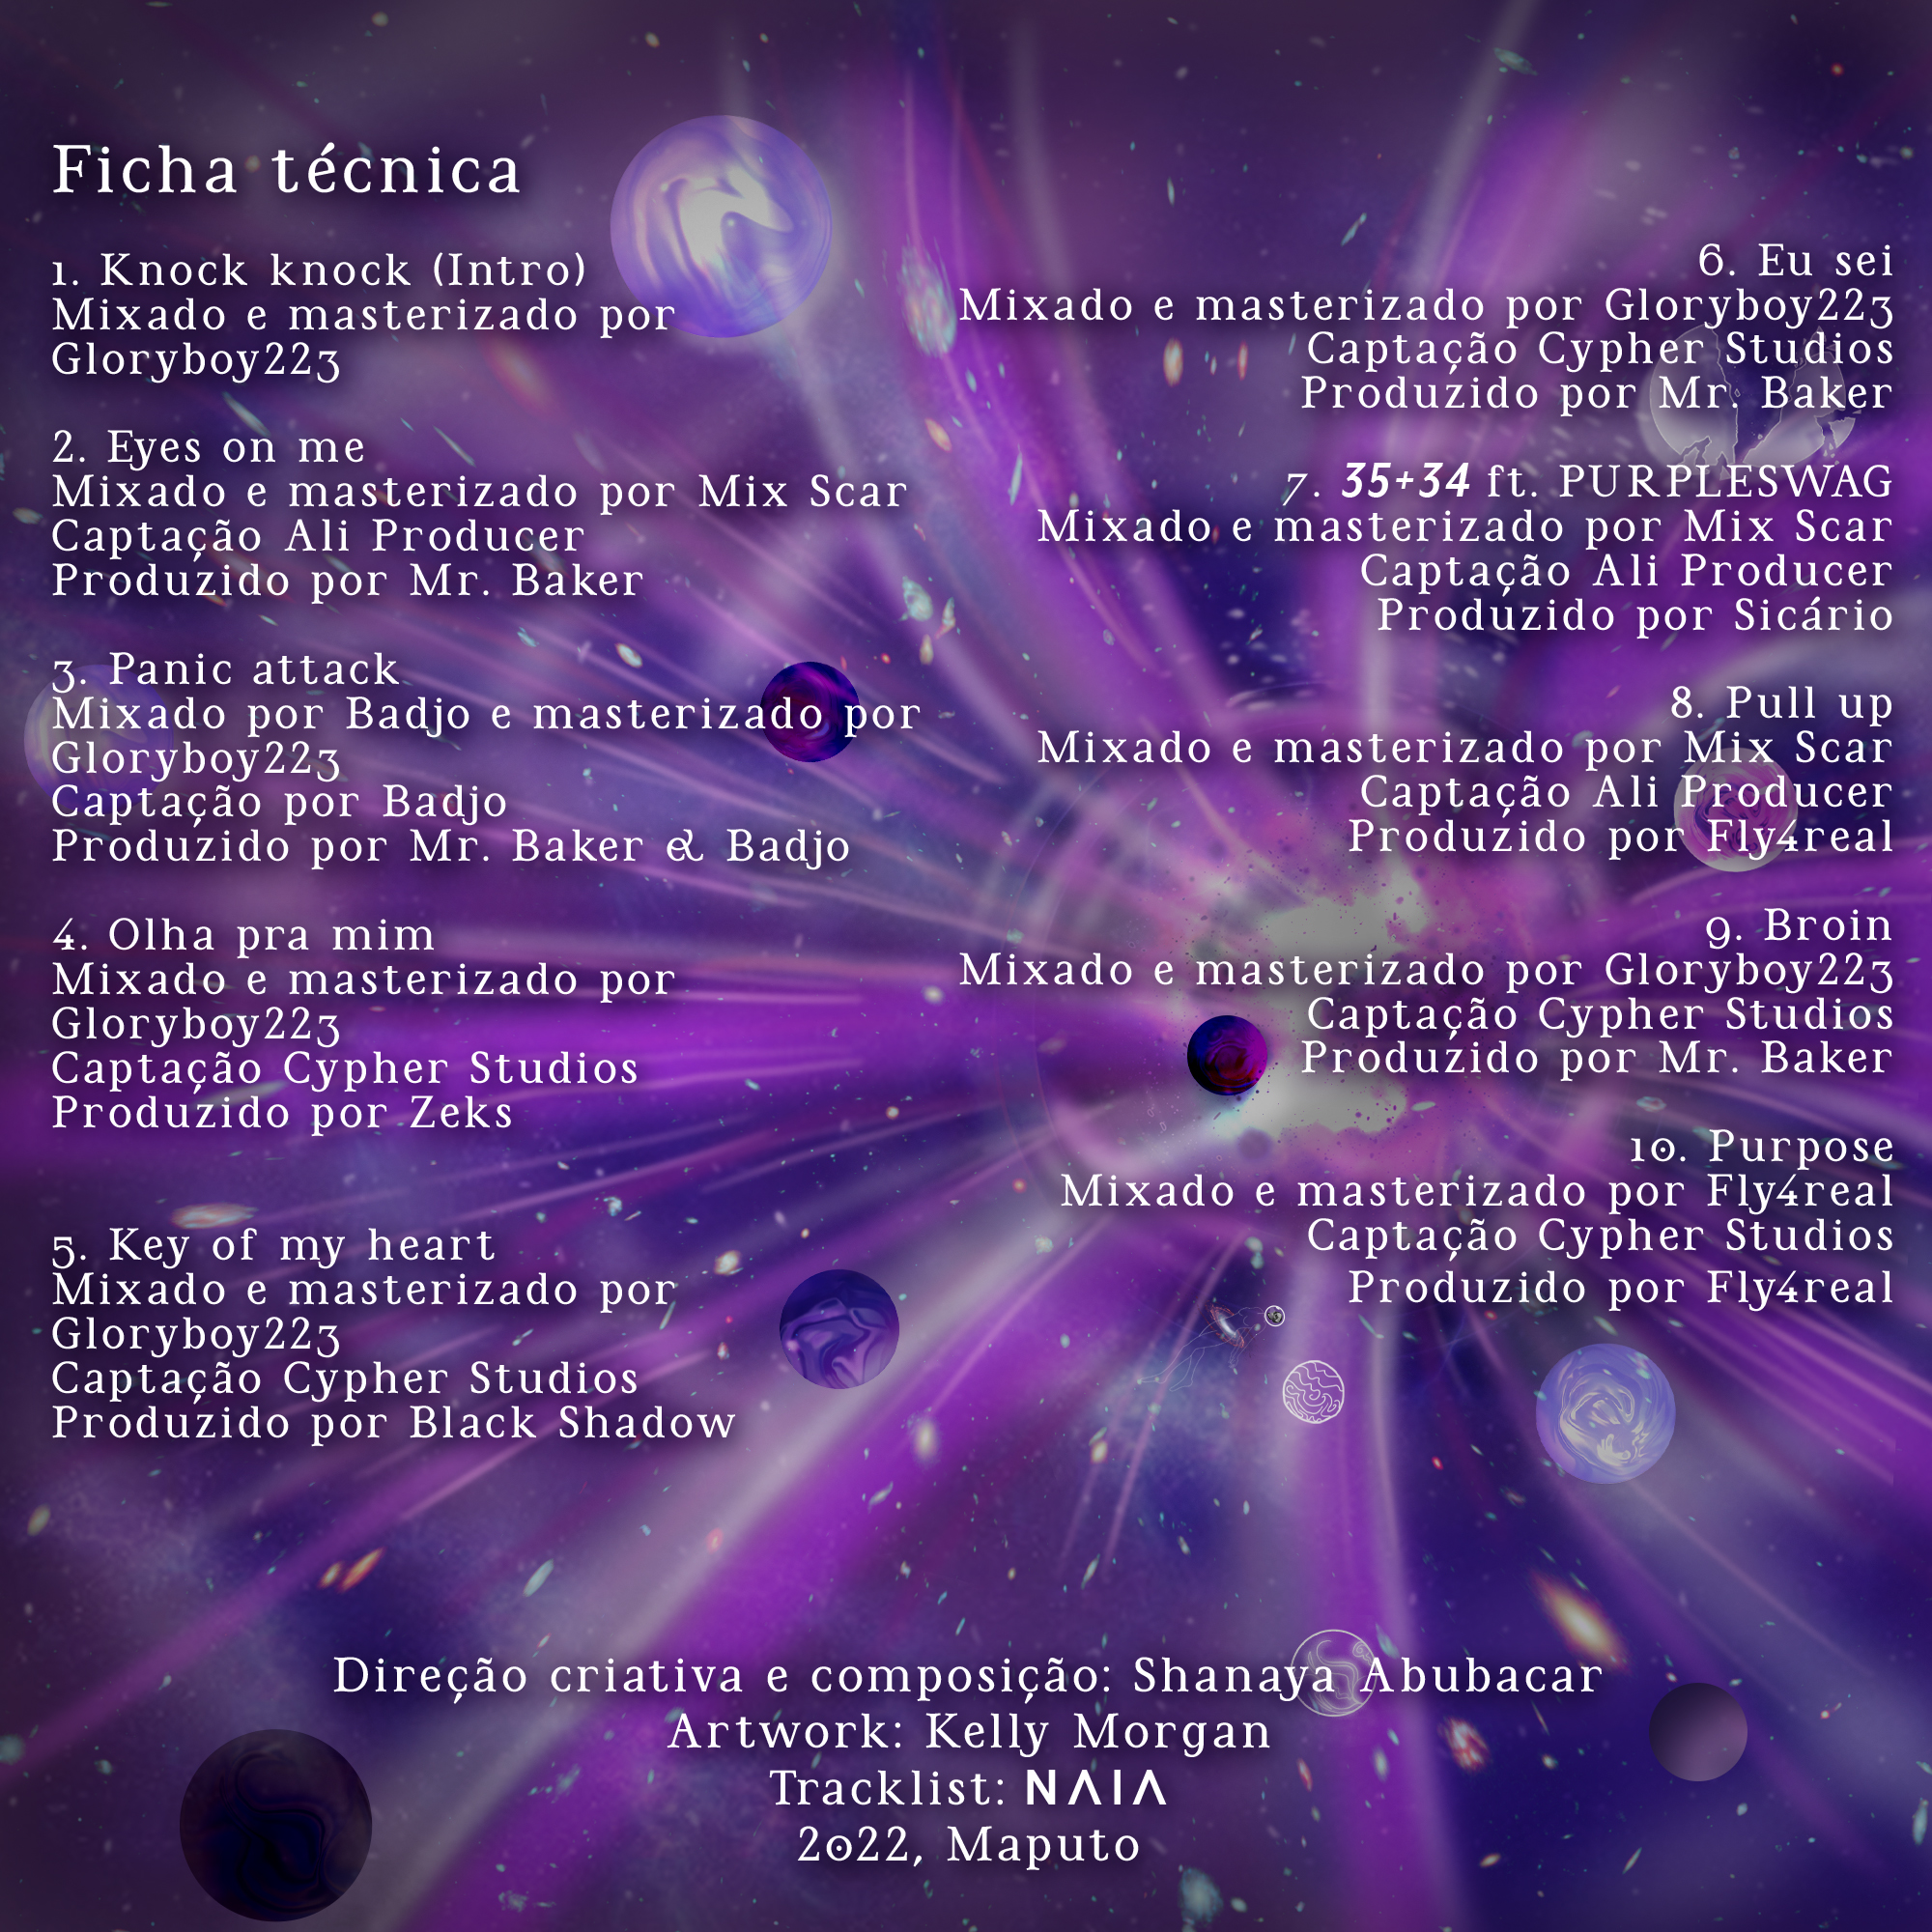 Ficha técnica
1. Knock knock (Intro)
Mixado e masterizado por
Gloryboy223
2. Eyes on me
Mixado e masterizado por Mix Scar
Captação Ali Producer
Produzido por Mr. Baker
3. Panic attack
Mixado por Badjo e masterizado por
Gloryboy223
Captação por Badjo
Produzido por Mr. Baker & Badjo
4. Olha pra mim
Mixado e masterizado por
Gloryboy223
Captação Cypher Studios
Produzido por Zeks
5. Key of my heart
Mixado e masterizado por
Gloryboy223
Captação Cypher Studios
Produzido por Black Shadow
6. Eu sei
Mixado e masterizado por Gloryboy223
Captação Cypher Studios
Produzido por Mr. Baker
7. 35+34 ft. PURPLESWAG
Mixado e masterizado por Mix Scar
Captação Ali Producer
Produzido por Sicário
8. Pull up
Mixado e masterizado por Mix Scar
Captação Ali Producer
Produzido por Fly4real
9. Broin
Mixado e masterizado por Gloryboy223
Captação Cypher Studios
Produzido por Mr. Baker
10. Purpose
Mixado e masterizado por Fly4real
Captação Cypher Studios
Produzido por Fly4real
Direção criativa e composição: Shanaya Abubacar
Artwork: Kelly Morgan
Tracklist: NΛIΛ
2022, Maputo